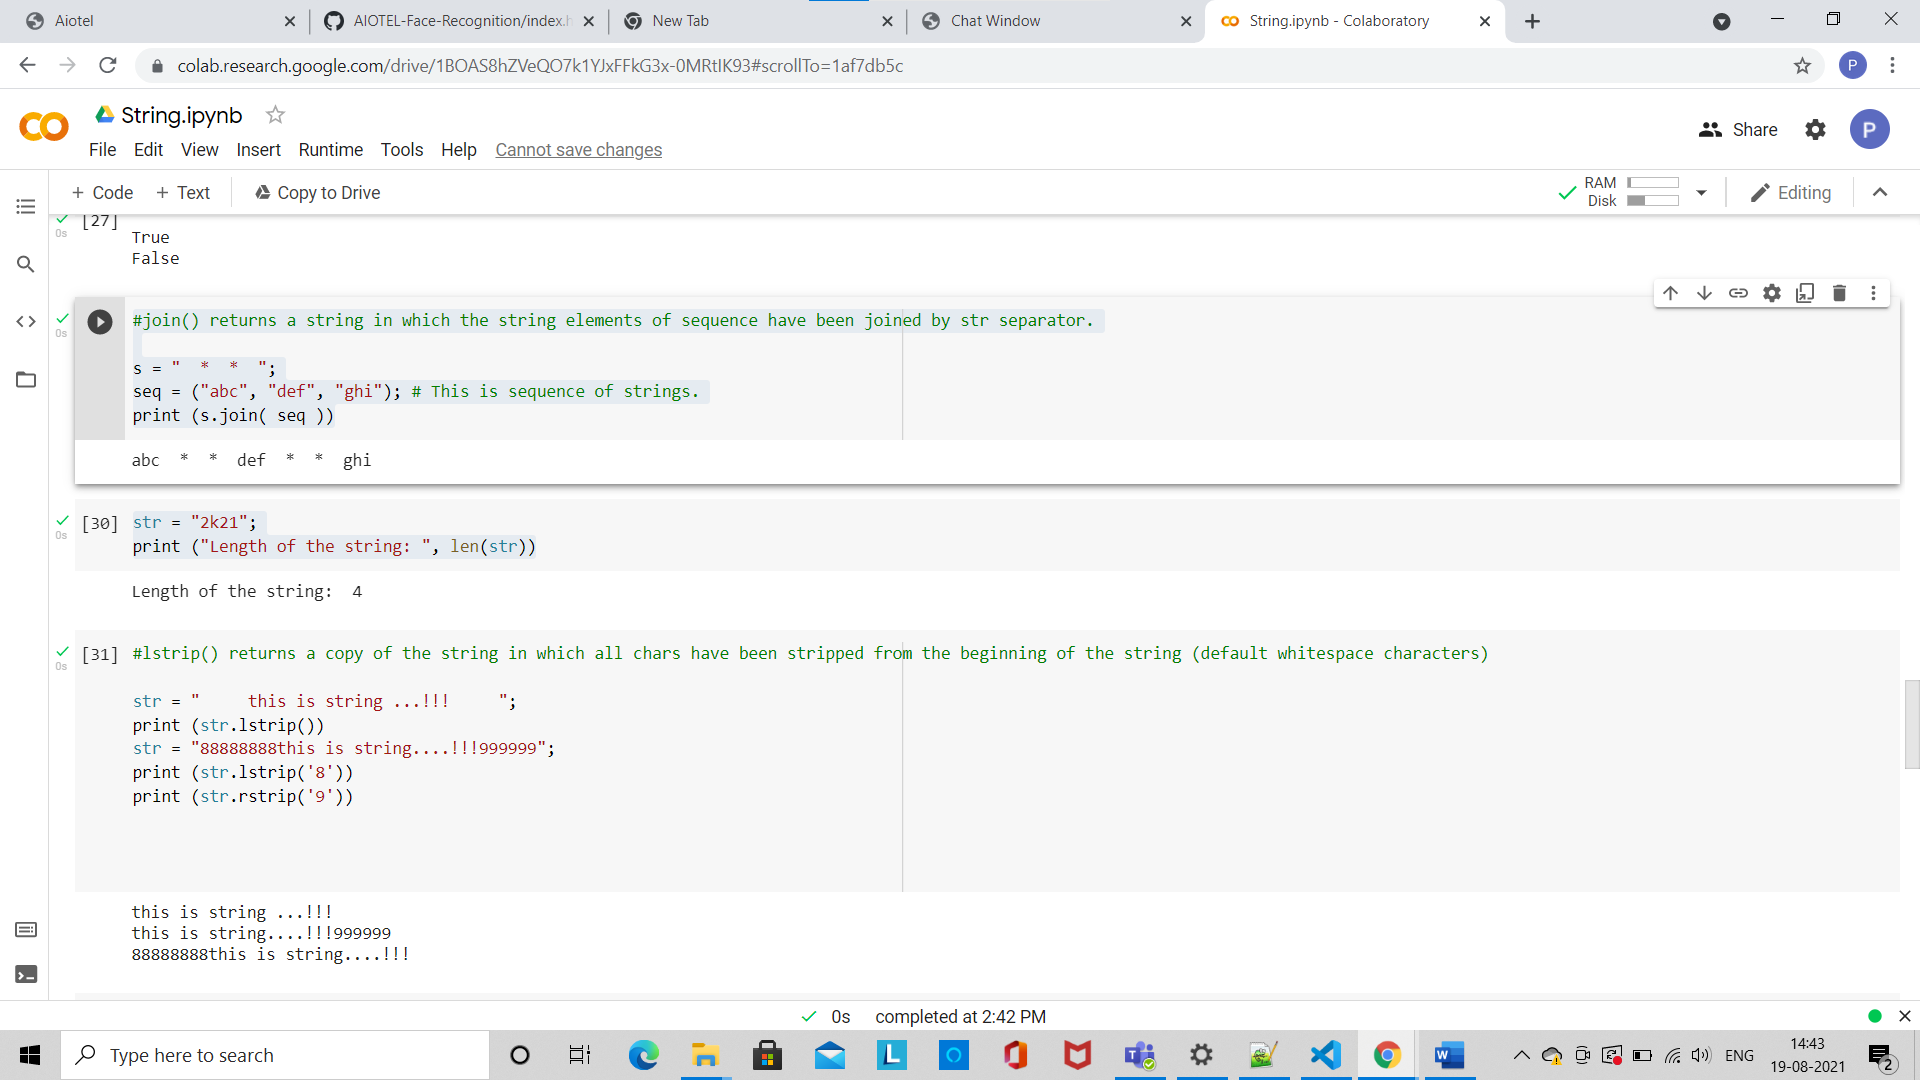 Aiotel
AIOTEL-Face-Recognition/index.h
New Tab
Chat Window
String.ipynb - Colaboratory
colab.research.google.com/drive/1BOAS8hZVeQO7k1YJxFFkG3x-0MRtIK93#scrollTo=1af7db5c
P
String.ipynb
File Edit View Insert Runtime Tools Help Cannot save changes
Share
P
+ Code + Text Copy to Drive
RAM
Disk
Editing
[27]
0s
True
False
0s
#join() returns a string in which the string elements of sequence have been joined by str separator.
s = "  *  *  ";
seq = ("abc", "def", "ghi"); # This is sequence of strings.
print (s.join( seq ))
abc  *  *  def  *  *  ghi
[30]
0s
str = "2k21";
print ("Length of the string: ", len(str))
Length of the string:  4
[31]
0s
#lstrip() returns a copy of the string in which all chars have been stripped from the beginning of the string (default whitespace characters)
str = "     this is string ...!!!     ";
print (str.lstrip())
str = "88888888this is string....!!!999999";
print (str.lstrip('8'))
print (str.rstrip('9'))
this is string ...!!!
this is string....!!!999999
88888888this is string....!!!
0s completed at 2:42 PM
Type here to search
ENG
14:43
19-08-2021
2